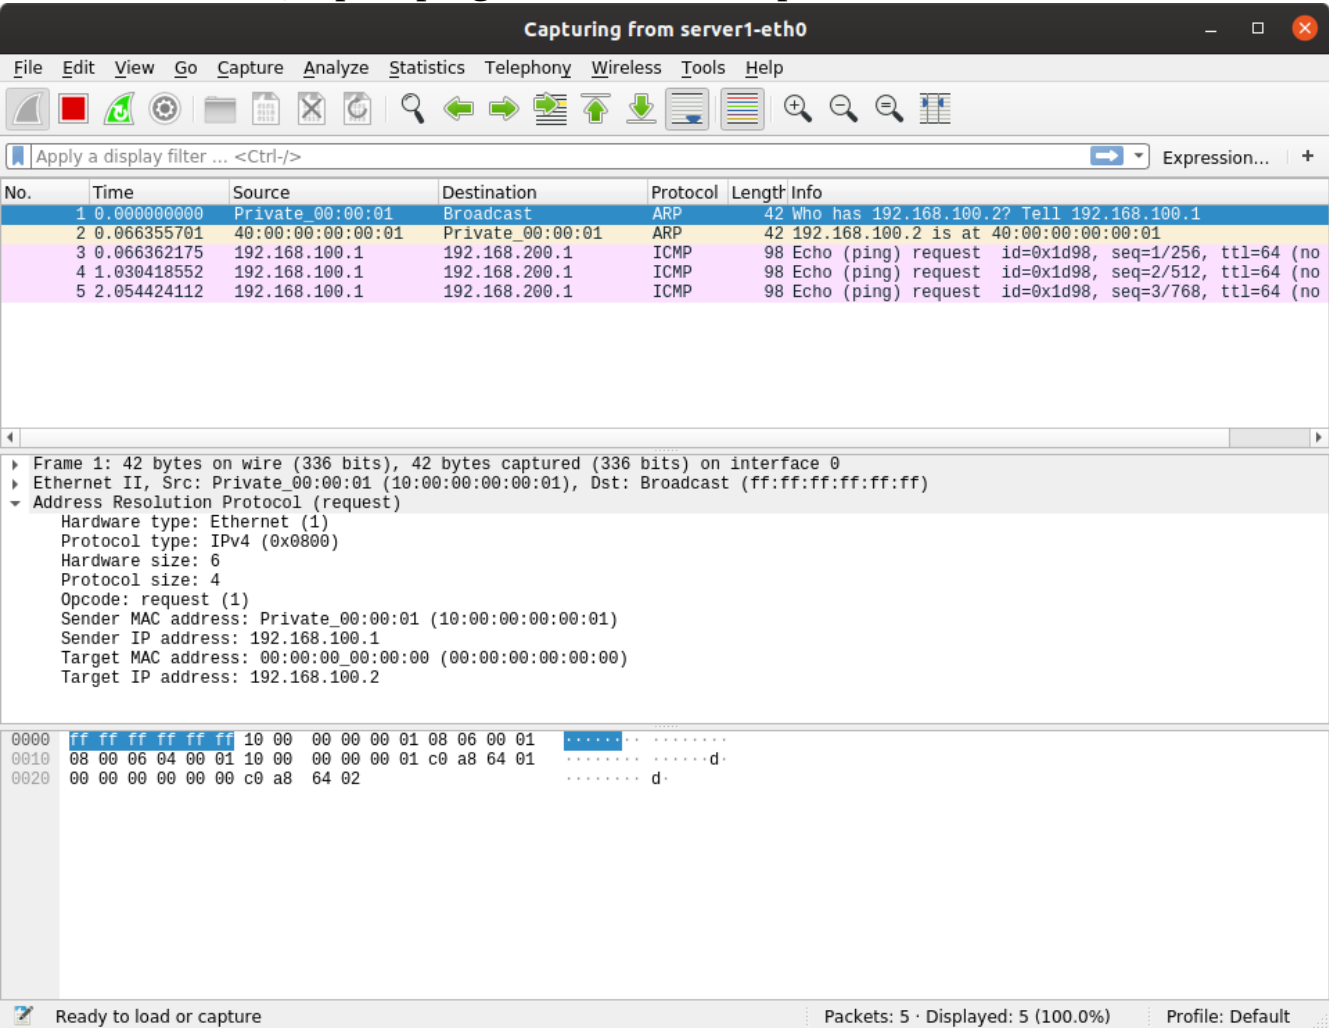 Capturing from server1-eth0
File Edit View Go Capture Analyze Statistics Telephony Wireless Tools Help
Apply a display filter ... <Ctrl-/> Expression... +
No. Time Source Destination Protocol Length Info
1 0.000000000 Private_00:00:01 Broadcast ARP 42 Who has 192.168.100.2? Tell 192.168.100.1
2 0.066355701 40:00:00:00:00:01 Private_00:00:01 ARP 42 192.168.100.2 is at 40:00:00:00:00:01
3 0.066362175 192.168.100.1 192.168.200.1 ICMP 98 Echo (ping) request id=0x1d98, seq=1/256, ttl=64 (no
4 1.030418552 192.168.100.1 192.168.200.1 ICMP 98 Echo (ping) request id=0x1d98, seq=2/512, ttl=64 (no
5 2.054424112 192.168.100.1 192.168.200.1 ICMP 98 Echo (ping) request id=0x1d98, seq=3/768, ttl=64 (no
Frame 1: 42 bytes on wire (336 bits), 42 bytes captured (336 bits) on interface 0
Ethernet II, Src: Private_00:00:01 (10:00:00:00:00:01), Dst: Broadcast (ff:ff:ff:ff:ff:ff)
Address Resolution Protocol (request)
Hardware type: Ethernet (1)
Protocol type: IPv4 (0x0800)
Hardware size: 6
Protocol size: 4
Opcode: request (1)
Sender MAC address: Private_00:00:01 (10:00:00:00:00:01)
Sender IP address: 192.168.100.1
Target MAC address: 00:00:00_00:00:00 (00:00:00:00:00:00)
Target IP address: 192.168.100.2
0000 ff ff ff ff ff ff 10 00 00 00 00 01 08 06 00 01 ········ ········
0010 08 00 06 04 00 01 10 00 00 00 00 01 c0 a8 64 01 ········ ······d·
0020 00 00 00 00 00 00 c0 a8 64 02 ········ d·
Ready to load or capture Packets: 5 · Displayed: 5 (100.0%) Profile: Default